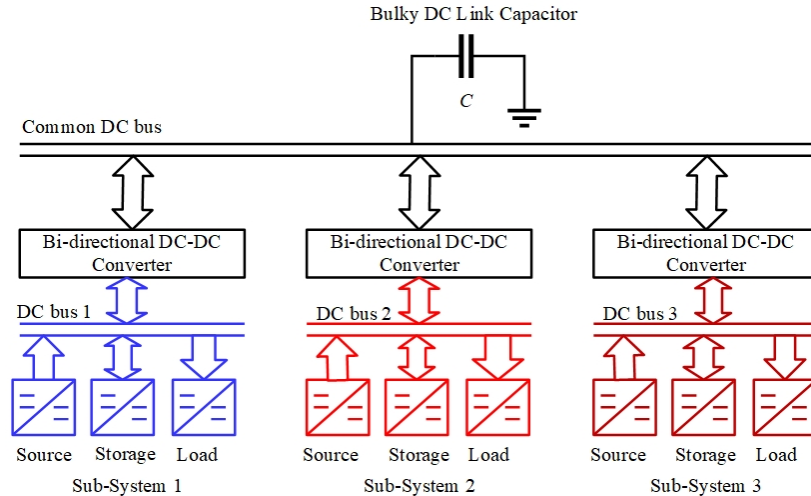 Bulky DC Link Capacitor
C
Common DC bus
Bi-directional DC-DC
Converter
Bi-directional DC-DC
Converter
Bi-directional DC-DC
Converter
DC bus 1
DC bus 2
DC bus 3
Source Storage Load
Source Storage Load
Source Storage Load
Sub-System 1
Sub-System 2
Sub-System 3